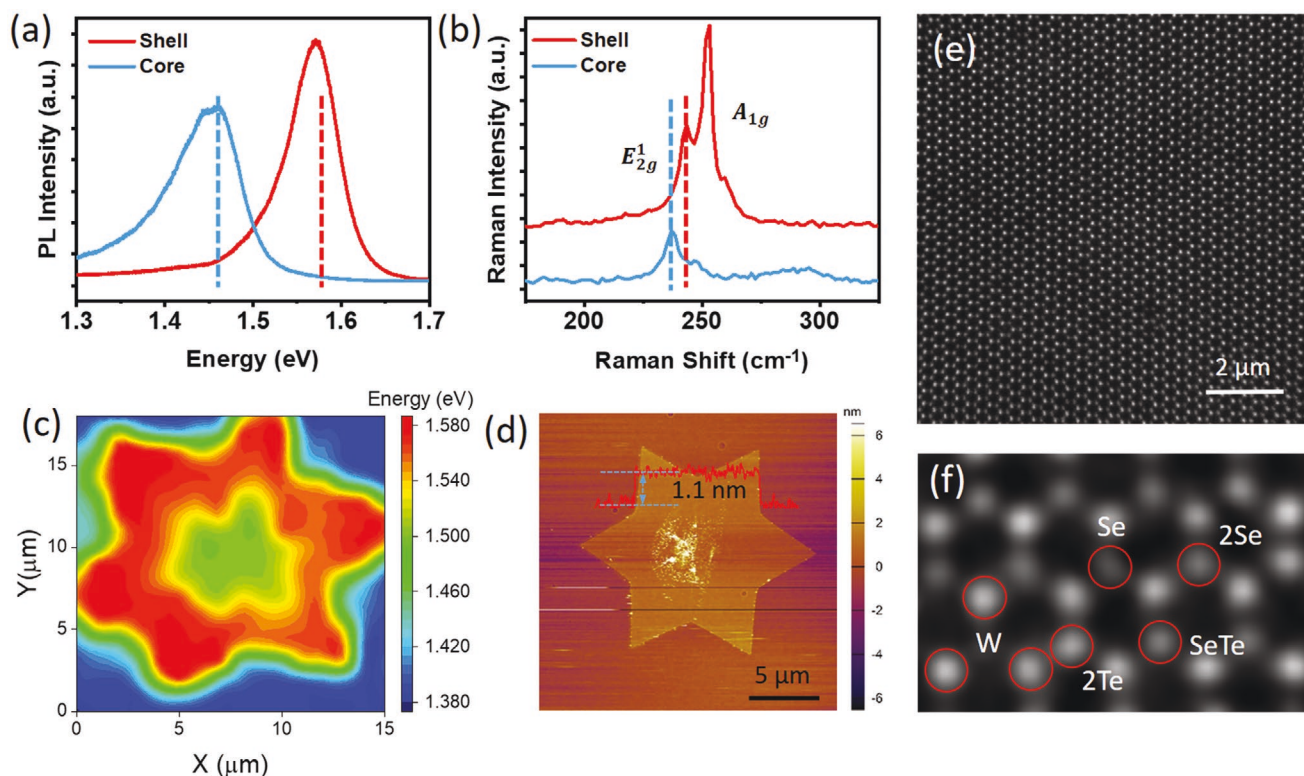 (a)
Shell
Core
PL Intensity (a.u.)
1.3
1.4
1.5
1.6
1.7
Energy (eV)
(b)
Shell
Core
Raman Intensity (a.u.)
E¹₂g
A₁g
200
250
300
Raman Shift (cm⁻¹)
(e)
2 μm
(c)
Energy (eV)
1.580
1.540
1.500
1.460
1.420
1.380
Y(μm)
15
10
5
0
0
5
10
15
X (μm)
(d)
1.1 nm
5 μm
nm
6
4
2
0
-2
-4
-6
(f)
Se
2Se
W
2Te
SeTe